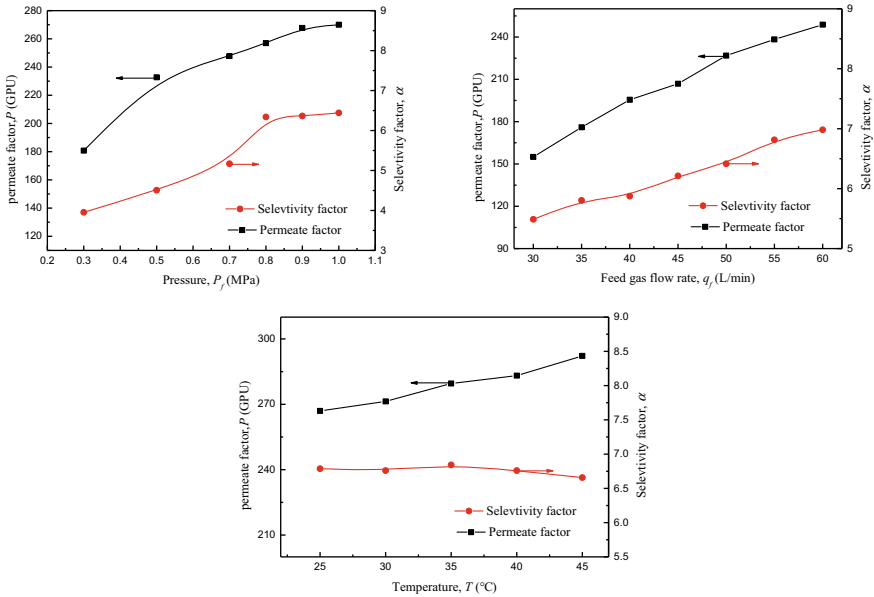 permeate factor,P (GPU)
280
260
240
220
200
180
160
140
120
0.2 0.3 0.4 0.5 0.6 0.7 0.8 0.9 1.0 1.1
Pressure, Pf (MPa)
9
8
7
6
5
4
3
Selevtivity factor, α
Selevtivity factor
Permeate factor
permeate factor,P (GPU)
240
210
180
150
120
90
30 35 40 45 50 55 60
Feed gas flow rate, qf (L/min)
9
8
7
6
5
Selevtivity factor, α
Selevtivity factor
Permeate factor
permeate factor,P (GPU)
300
270
240
210
25 30 35 40 45
Temperature, T (℃)
9.0
8.5
8.0
7.5
7.0
6.5
6.0
5.5
Selevtivity factor, α
Selevtivity factor
Permeate factor